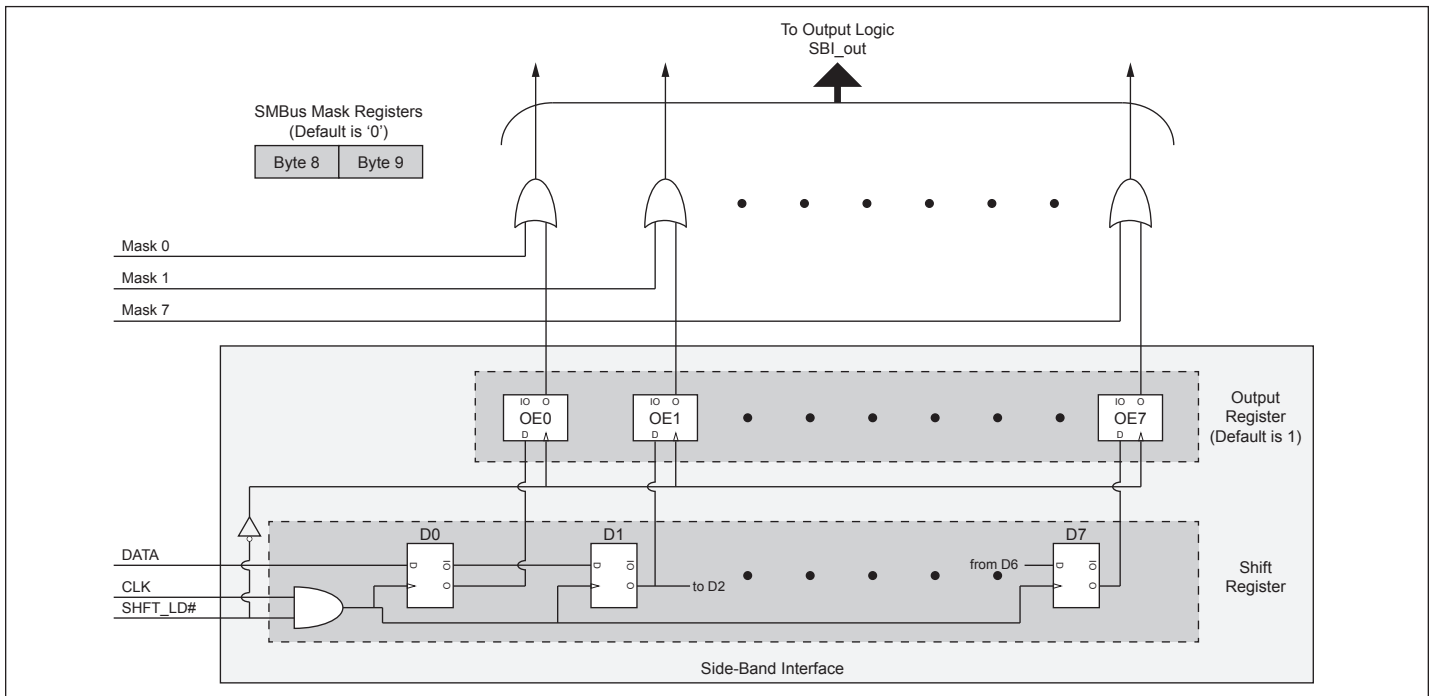 To Output Logic
SBI_out
SMBus Mask Registers
(Default is ‘0’)
Byte 8 Byte 9
Mask 0
Mask 1
Mask 7
IO O IO O IO O
OE0 OE1 OE7
D D D
Output
Register
(Default is 1)
D0 D1 D7
DATA
D IO D IO from D6 D IO
CLK
O O to D2 O
SHFT_LD#
Shift
Register
Side-Band Interface